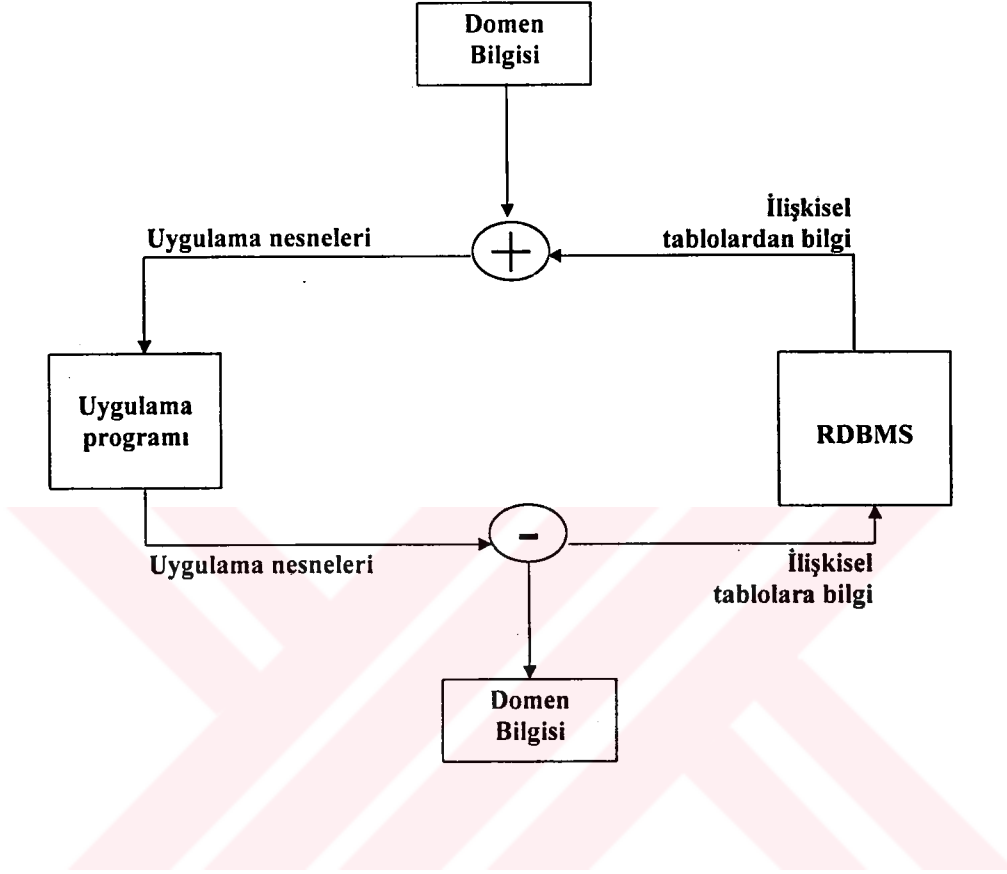 Domen
Bilgisi
İlişkisel
tablolardan bilgi
Uygulama nesneleri
+
Uygulama
programı
RDBMS
-
Uygulama nesneleri
İlişkisel
tablolara bilgi
Domen
Bilgisi